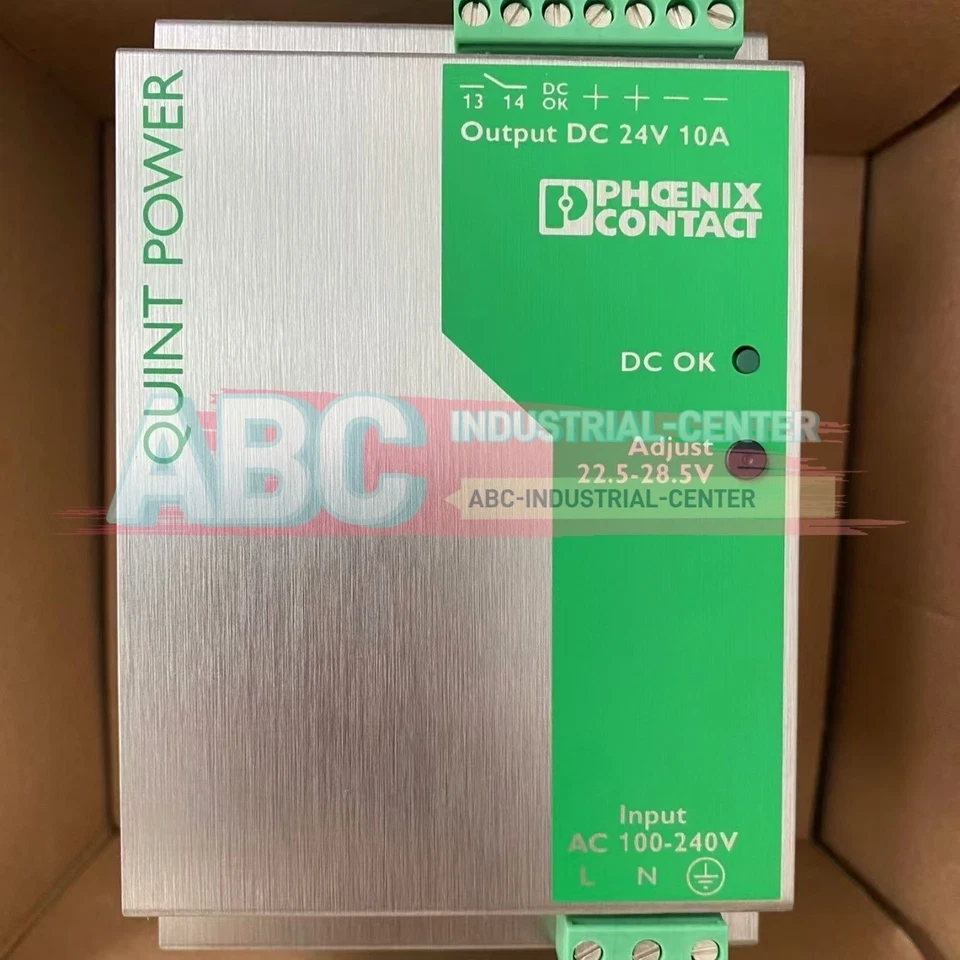 13 14 DC OK + + − −
Output DC 24V 10A
PHŒNIX
CONTACT
QUINT POWER
DC OK
ABC
INDUSTRIAL-CENTER
Adjust
22.5-28.5V
ABC-INDUSTRIAL-CENTER
Input
AC 100-240V
L N